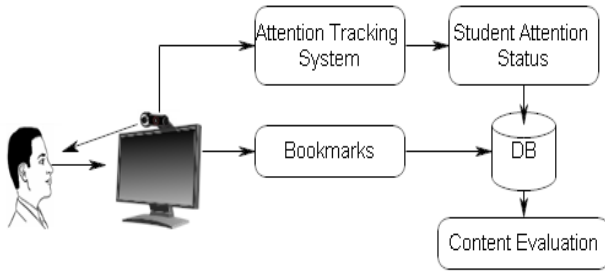 Attention Tracking
System
Student Attention
Status
Bookmarks
DB
Content Evaluation